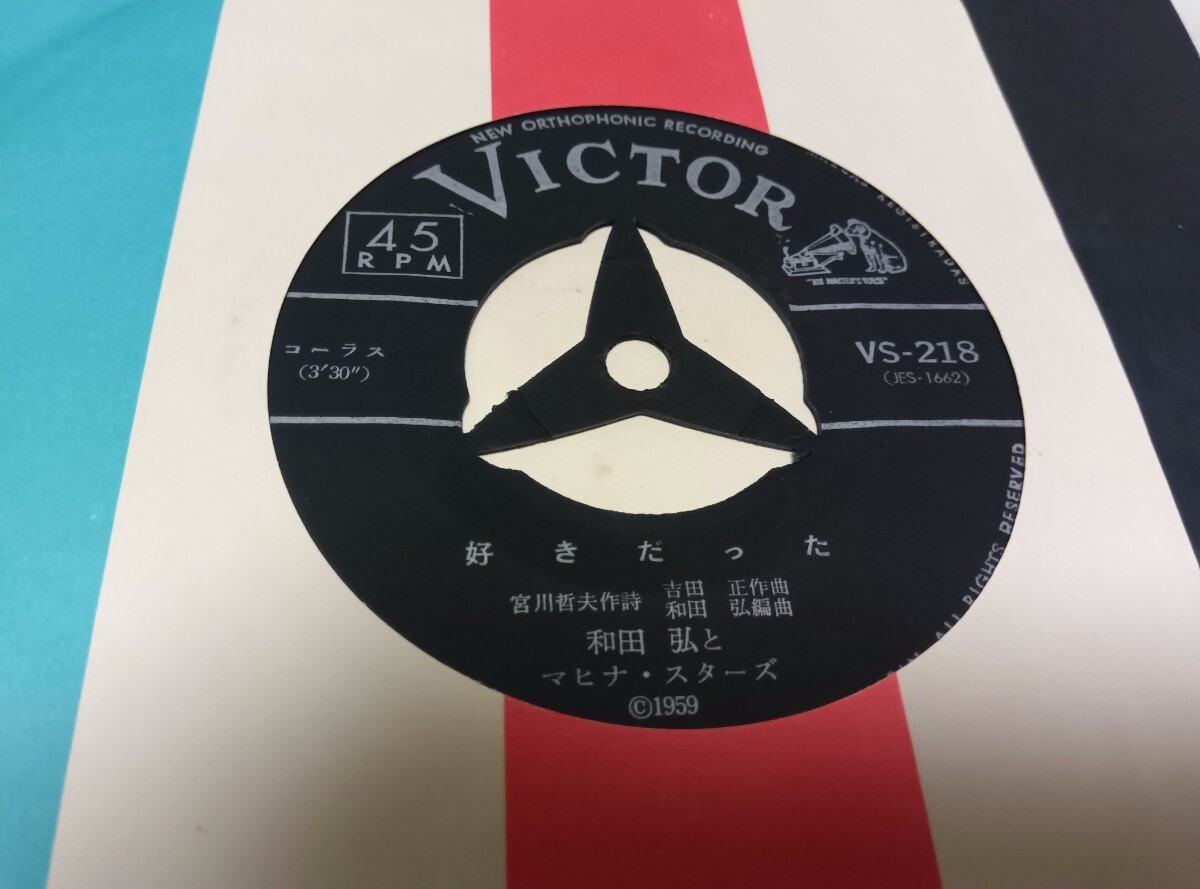 NEW ORTHOPHONIC RECORDING
VICTOR
45
RPM
"HIS MASTER'S VOICE"
コーラス
(3′30″)
VS-218
(JES-1662)
好きだった
宮川哲夫作詩
吉田 正作曲
和田 弘編曲
和田 弘と
マヒナ・スターズ
©1959
ALL RIGHTS RESERVED